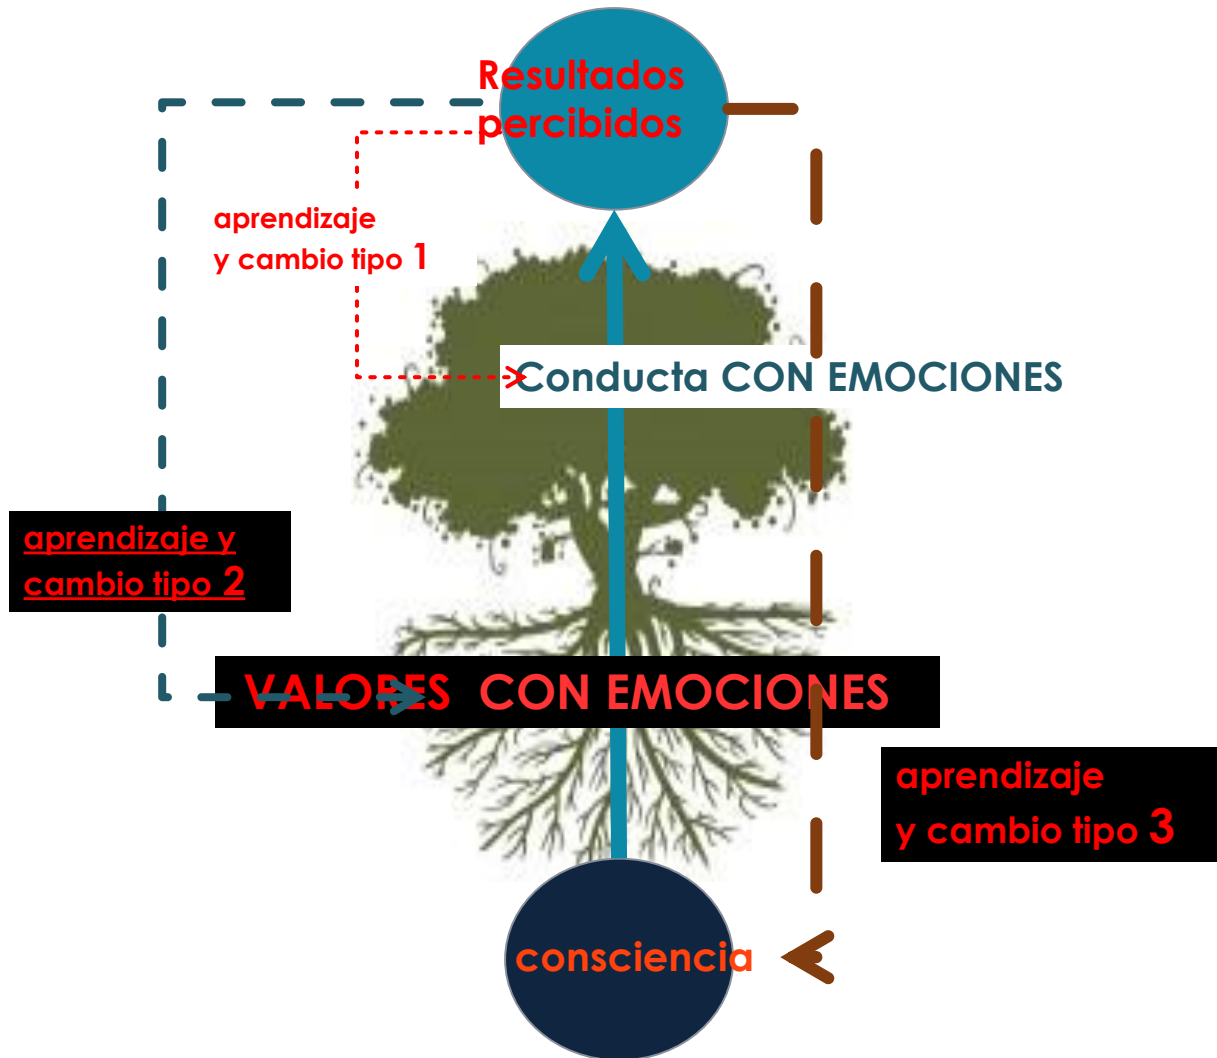 Resultados
percibidos
aprendizaje
y cambio tipo 1
Conducta CON EMOCIONES
aprendizaje y
cambio tipo 2
VALORES CON EMOCIONES
aprendizaje
y cambio tipo 3
consciencia